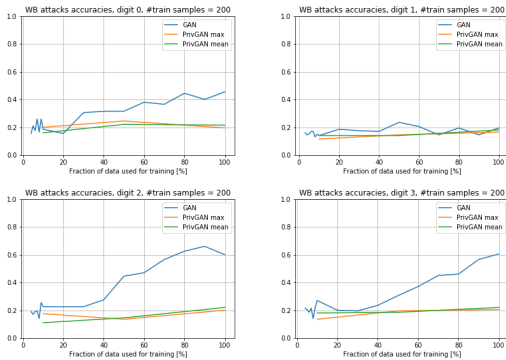 WB attacks accuracies, digit 0, #train samples = 200
1.0
0.8
0.6
0.4
0.2
0.0
0 20 40 60 80 100
Fraction of data used for training [%]
GAN
PrivGAN max
PrivGAN mean
WB attacks accuracies, digit 1, #train samples = 200
1.0
0.8
0.6
0.4
0.2
0.0
0 20 40 60 80 100
Fraction of data used for training [%]
GAN
PrivGAN max
PrivGAN mean
WB attacks accuracies, digit 2, #train samples = 200
1.0
0.8
0.6
0.4
0.2
0.0
0 20 40 60 80 100
Fraction of data used for training [%]
GAN
PrivGAN max
PrivGAN mean
WB attacks accuracies, digit 3, #train samples = 200
1.0
0.8
0.6
0.4
0.2
0.0
0 20 40 60 80 100
Fraction of data used for training [%]
GAN
PrivGAN max
PrivGAN mean